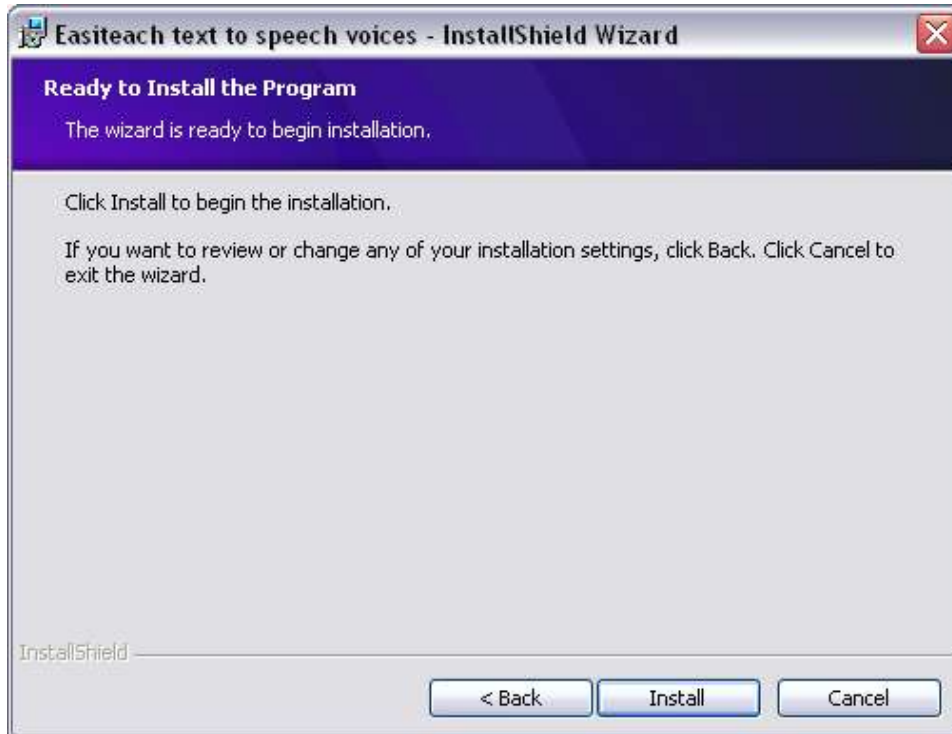 Easiteach text to speech voices - InstallShield Wizard
Ready to Install the Program
The wizard is ready to begin installation.
Click Install to begin the installation.
If you want to review or change any of your installation settings, click Back. Click Cancel to
exit the wizard.
InstallShield
< Back Install Cancel